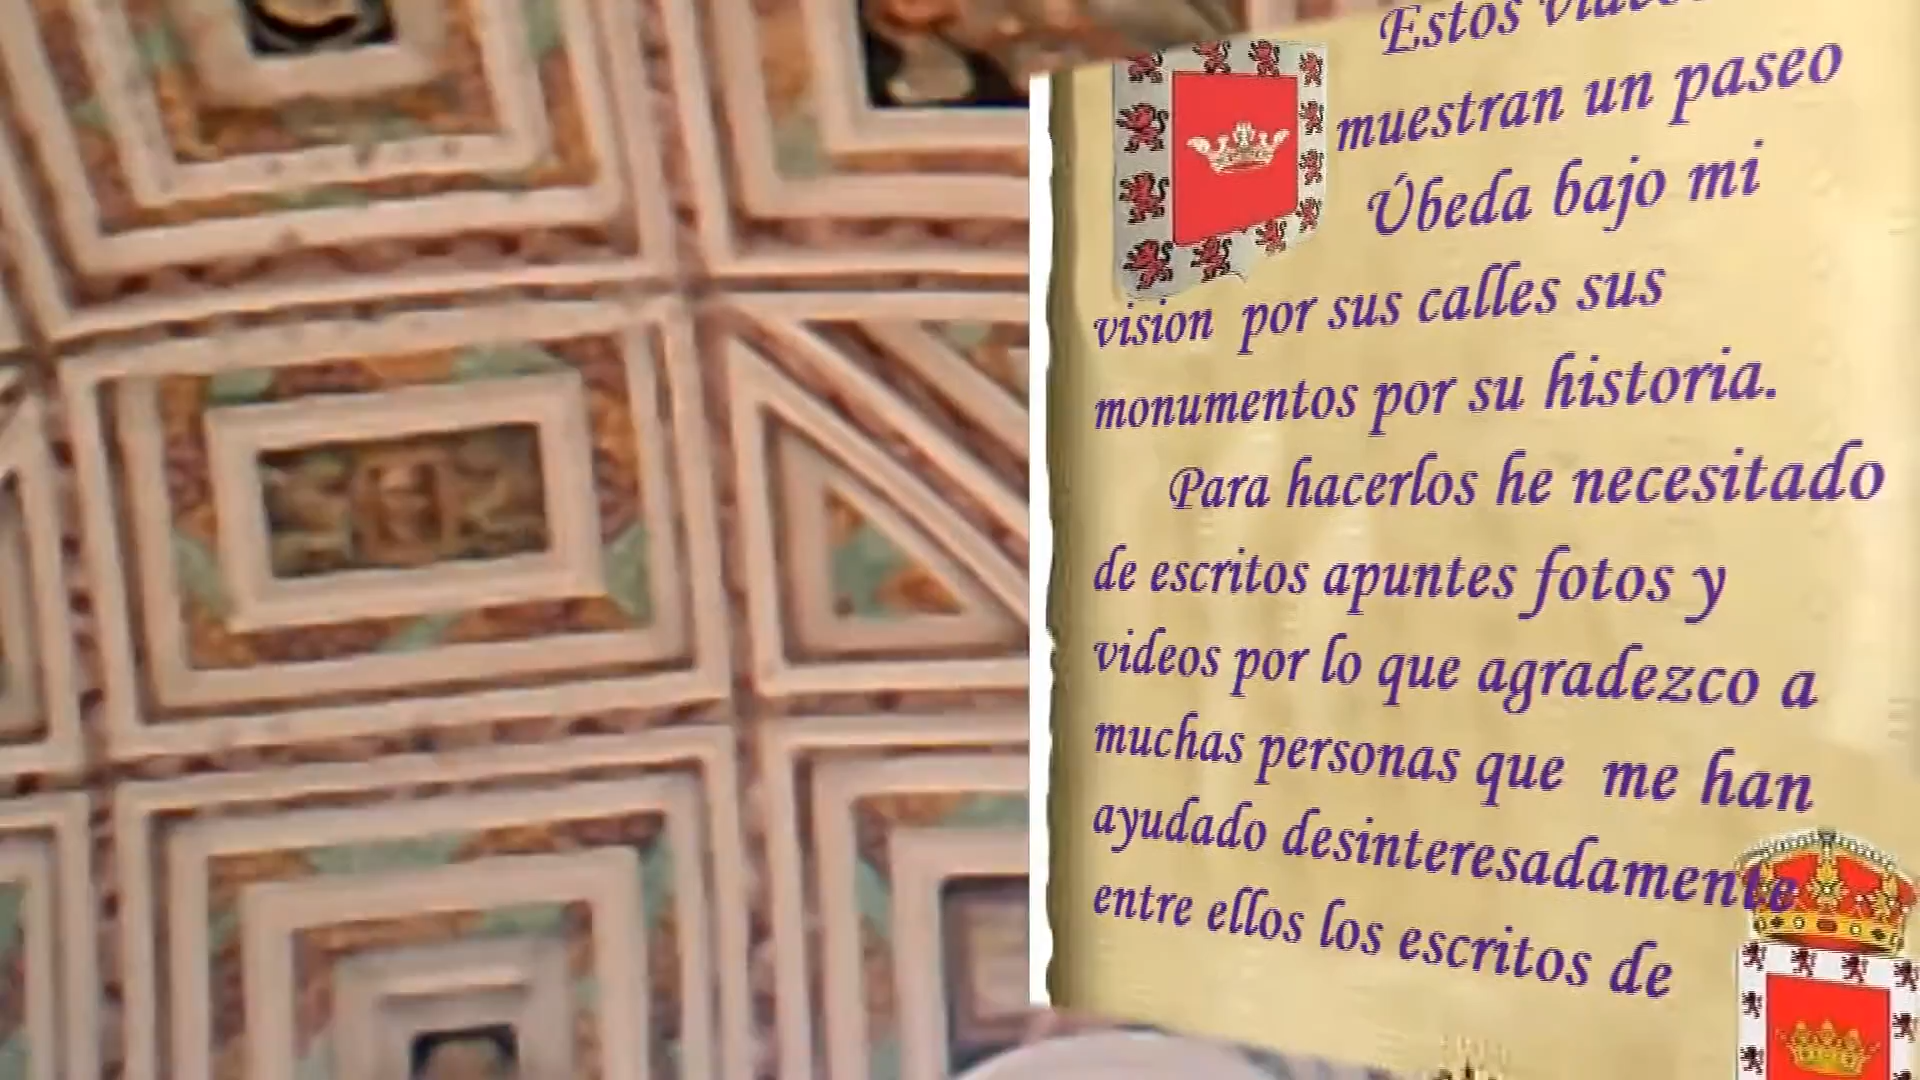 Estos videos
muestran un paseo
Úbeda bajo mi
vision por sus calles sus
monumentos por su historia.
Para hacerlos he necesitado
de escritos apuntes fotos y
videos por lo que agradezco a
muchas personas que me han
ayudado desinteresadamente
entre ellos los escritos de